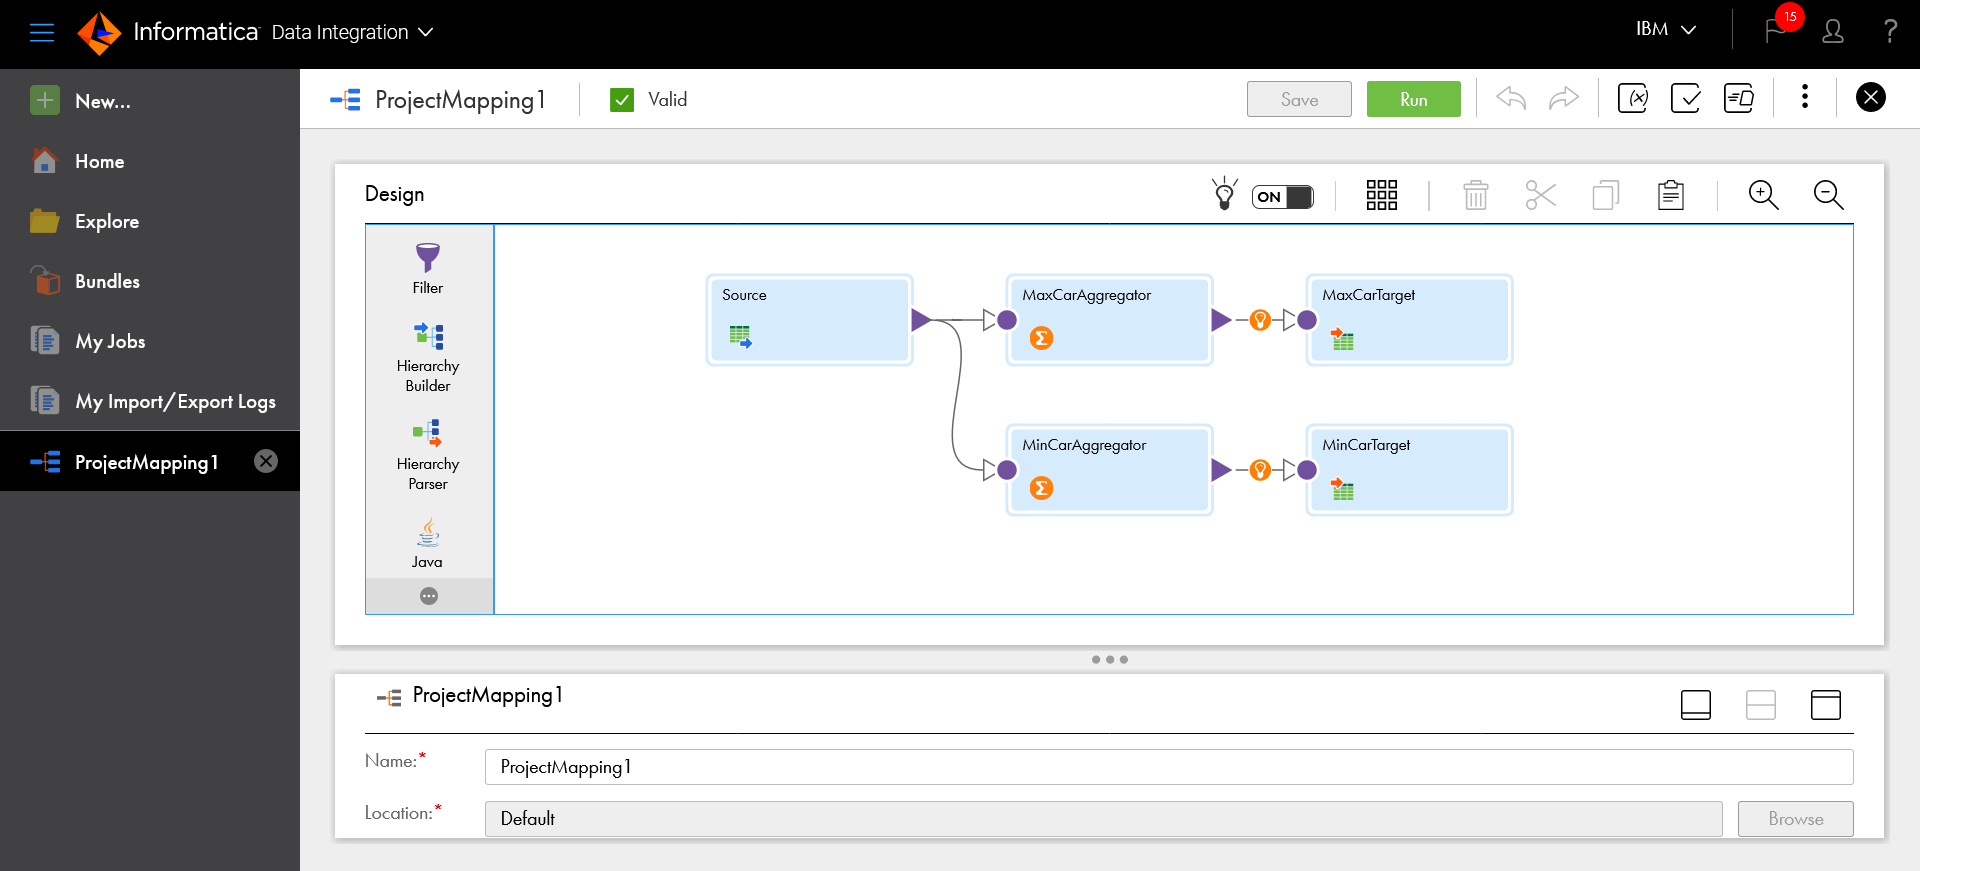 Informatica Data Integration
IBM
15
?
New...
Home
Explore
Bundles
My Jobs
My Import/Export Logs
ProjectMapping1
ProjectMapping1
Valid
Save
Run
(x)
Design
ON
Filter
Hierarchy
Builder
Hierarchy
Parser
Java
Source
MaxCarAggregator
Σ
MaxCarTarget
MinCarAggregator
Σ
MinCarTarget
ProjectMapping1
Name:*
ProjectMapping1
Location:*
Default
Browse